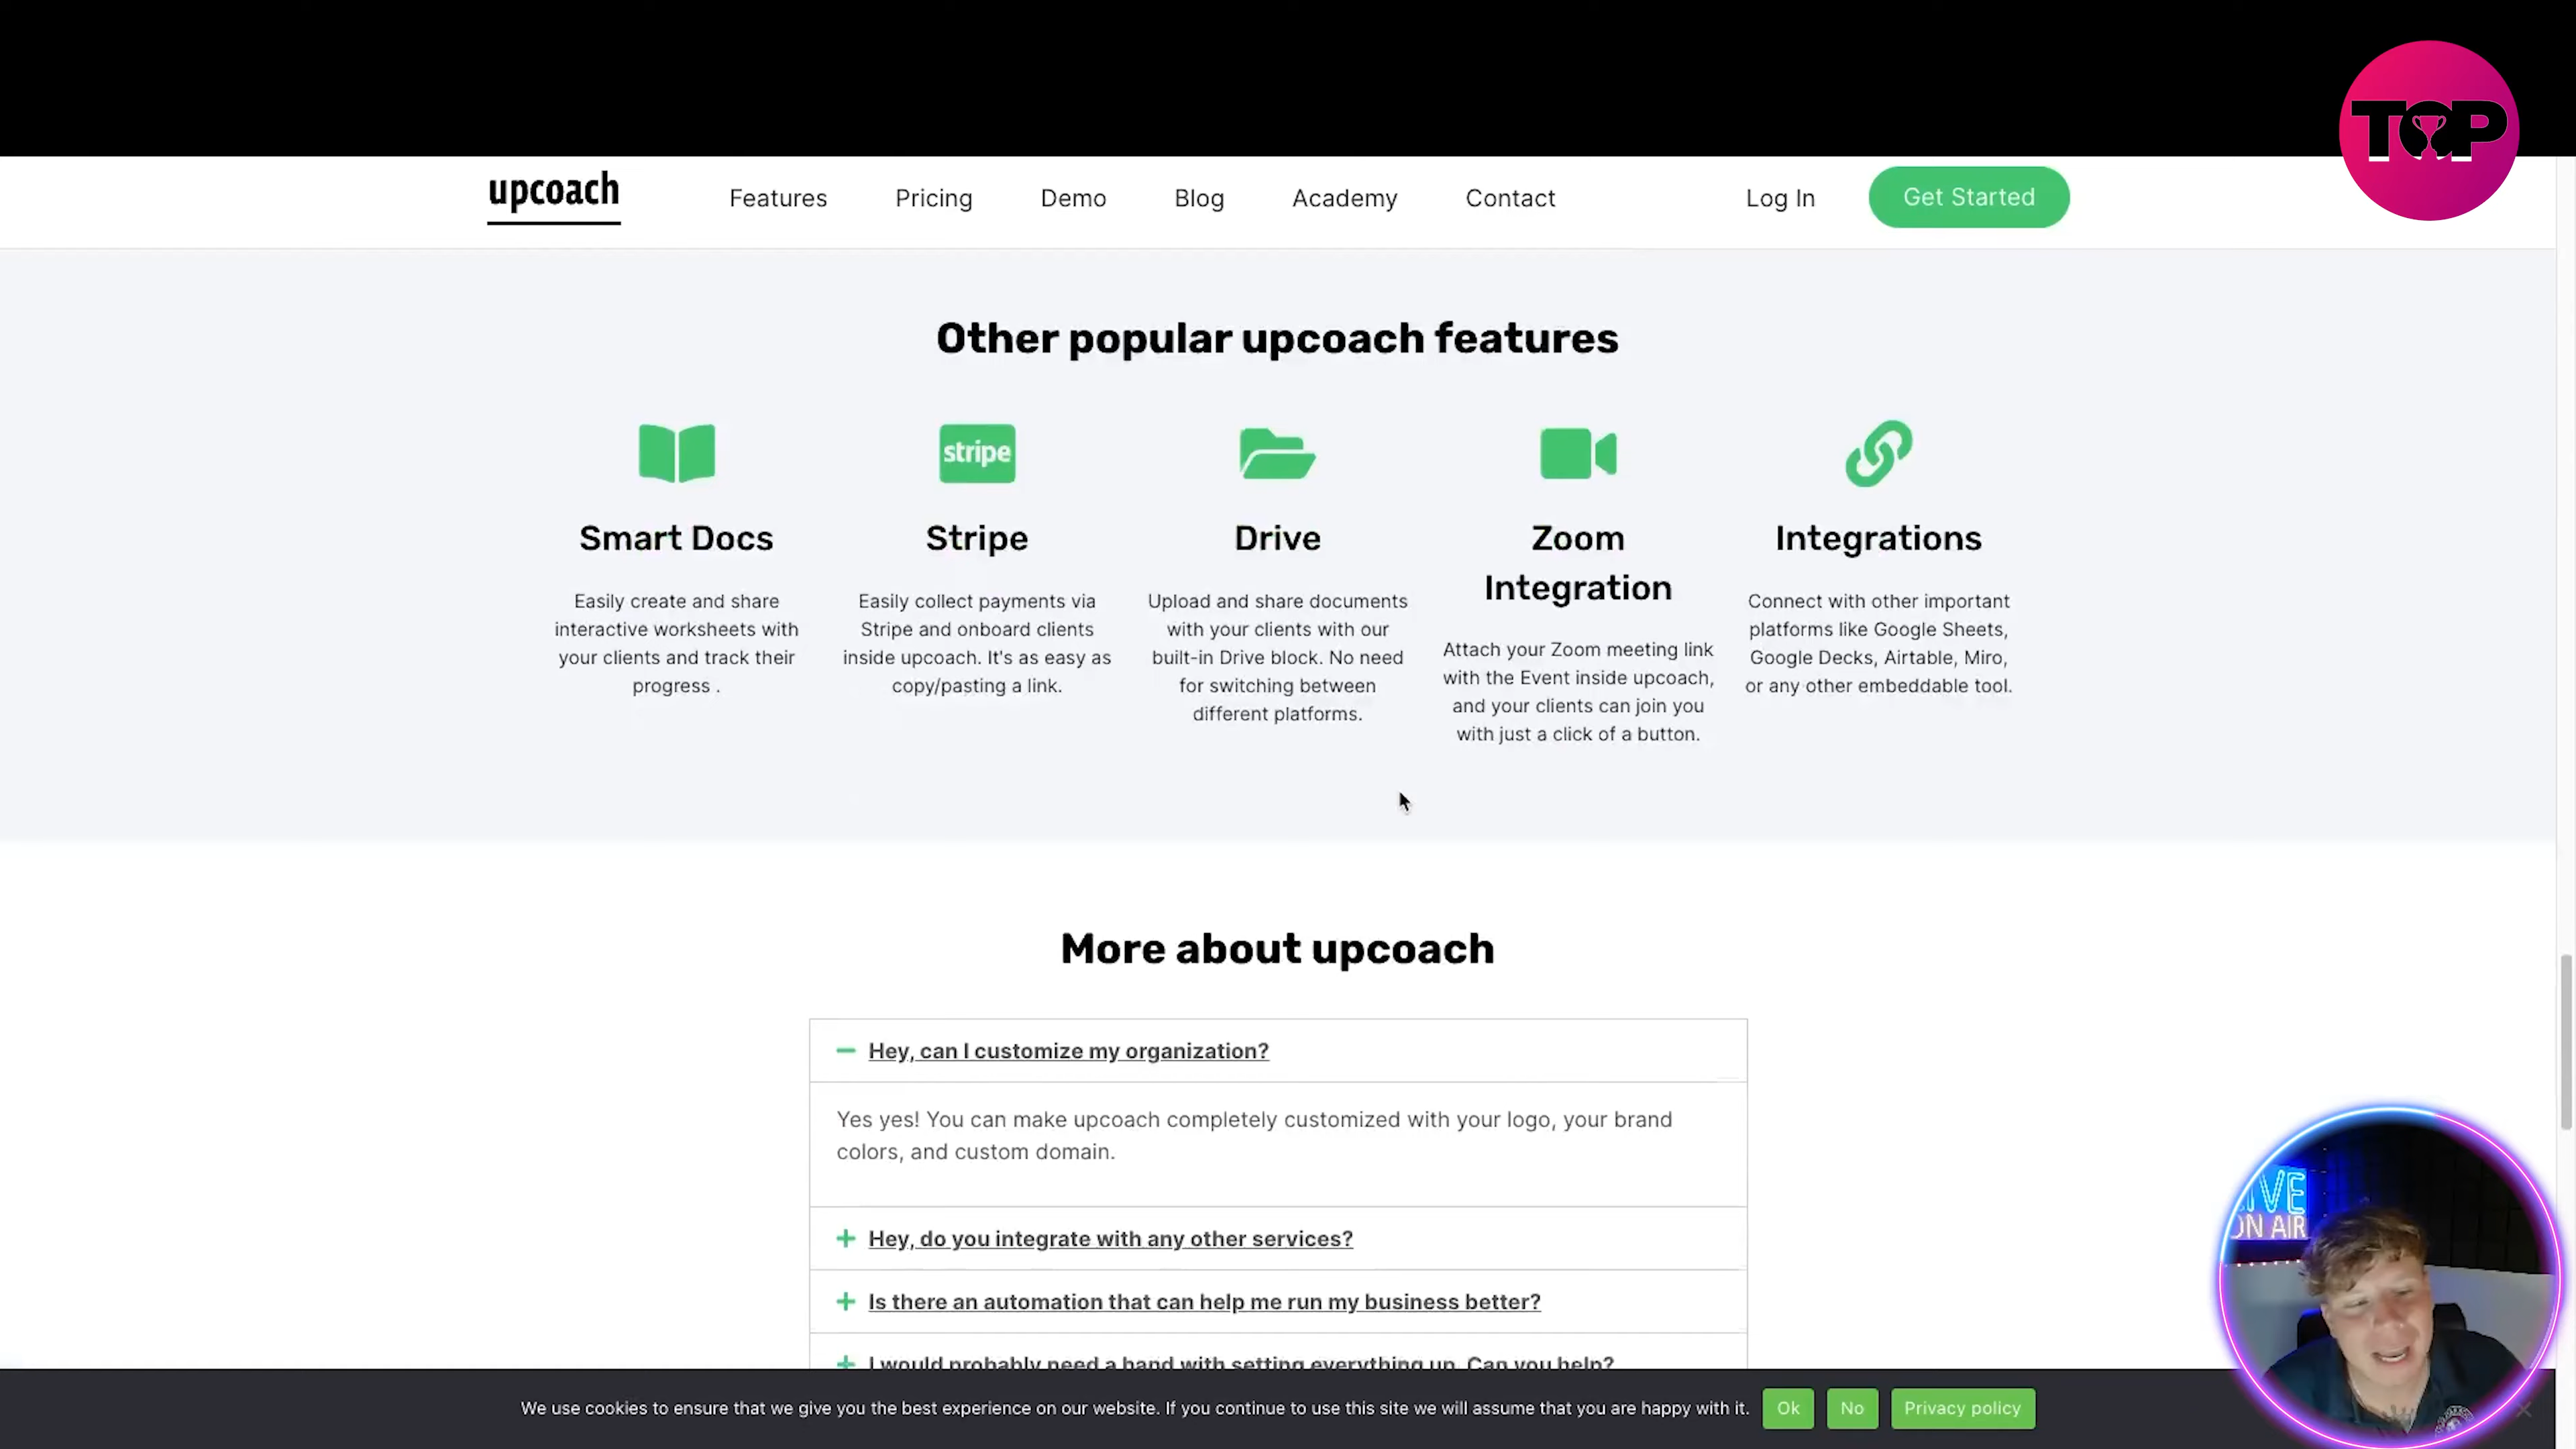 TOP
upcoach
Features
Pricing
Demo
Blog
Academy
Contact
Log In
Get Started
Other popular upcoach features
stripe
Smart Docs
Easily create and share
interactive worksheets with
your clients and track their
progress .
Stripe
Easily collect payments via
Stripe and onboard clients
inside upcoach. It's as easy as
copy/pasting a link.
Drive
Upload and share documents
with your clients with our
built-in Drive block. No need
for switching between
different platforms.
Zoom
Integration
Attach your Zoom meeting link
with the Event inside upcoach,
and your clients can join you
with just a click of a button.
Integrations
Connect with other important
platforms like Google Sheets,
Google Decks, Airtable, Miro,
or any other embeddable tool.
More about upcoach
Hey, can I customize my organization?
Yes yes! You can make upcoach completely customized with your logo, your brand
colors, and custom domain.
Hey, do you integrate with any other services?
Is there an automation that can help me run my business better?
I would probably need a hand with setting everything up. Can you help?
We use cookies to ensure that we give you the best experience on our website. If you continue to use this site we will assume that you are happy with it.
Ok
No
Privacy policy
LIVE
ON AIR